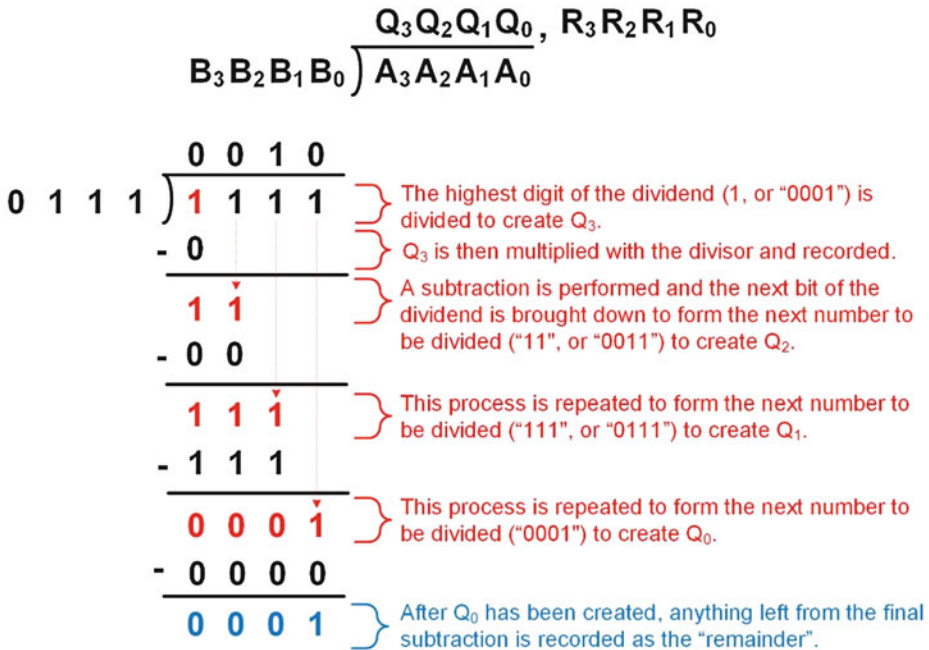 Q₃Q₂Q₁Q₀, R₃R₂R₁R₀
B₃B₂B₁B₀ ) A₃A₂A₁A₀
0 0 1 0
0 1 1 1 ) 1 1 1 1
The highest digit of the dividend (1, or “0001”) is
divided to create Q₃.
- 0
Q₃ is then multiplied with the divisor and recorded.
1 1
A subtraction is performed and the next bit of the
dividend is brought down to form the next number to
be divided (“11", or “0011”) to create Q₂.
- 0 0
1 1 1
This process is repeated to form the next number to
be divided (“111", or “0111”) to create Q₁.
- 1 1 1
0 0 0 1
This process is repeated to form the next number to
be divided (“0001”) to create Q₀.
- 0 0 0 0
0 0 0 1
After Q₀ has been created, anything left from the final
subtraction is recorded as the “remainder”.